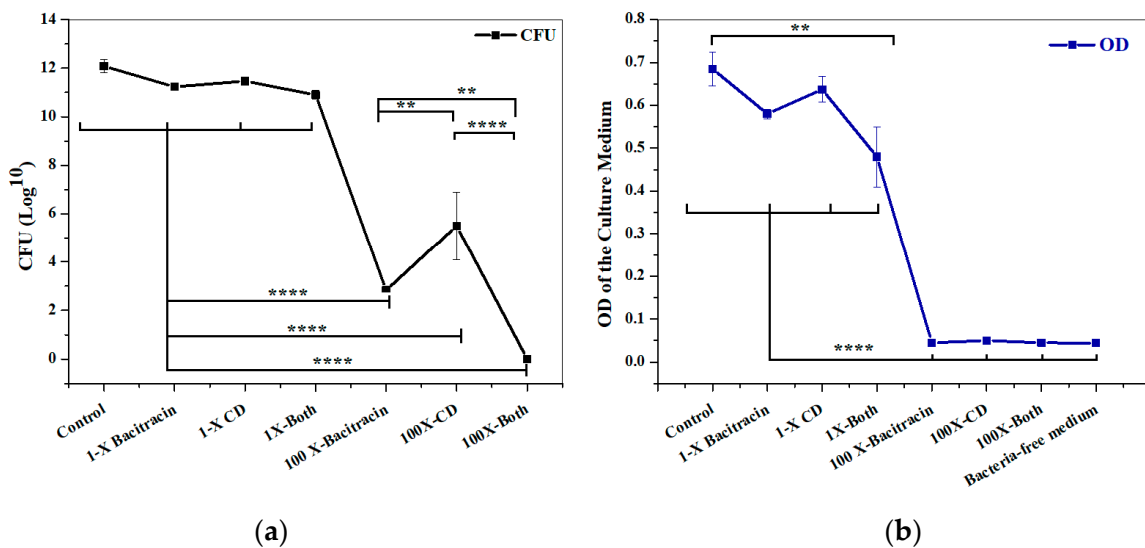 14
12
10
8
6
4
2
0
CFU (Log10)
CFU
**
**
****
****
****
****
Control
1-X Bacitracin
1-X CD
1X-Both
100 X-Bacitracin
100X-CD
100X-Both
(a)
0.8
0.7
0.6
0.5
0.4
0.3
0.2
0.1
0.0
OD of the Culture Medium
OD
**
****
Control
1-X Bacitracin
1-X CD
1X-Both
100 X-Bacitracin
100X-CD
100X-Both
Bacteria-free medium
(b)